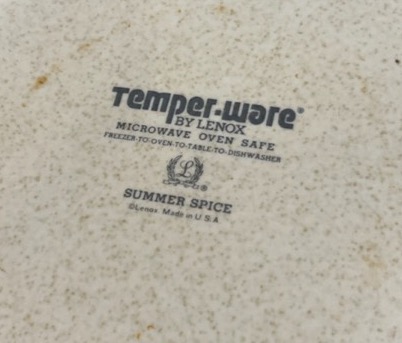 Temper-ware®
BY LENOX
MICROWAVE OVEN SAFE
FREEZER-TO-OVEN-TO-TABLE-TO-DISHWASHER
L ®
SUMMER SPICE
©Lenox. Made in U.S.A.